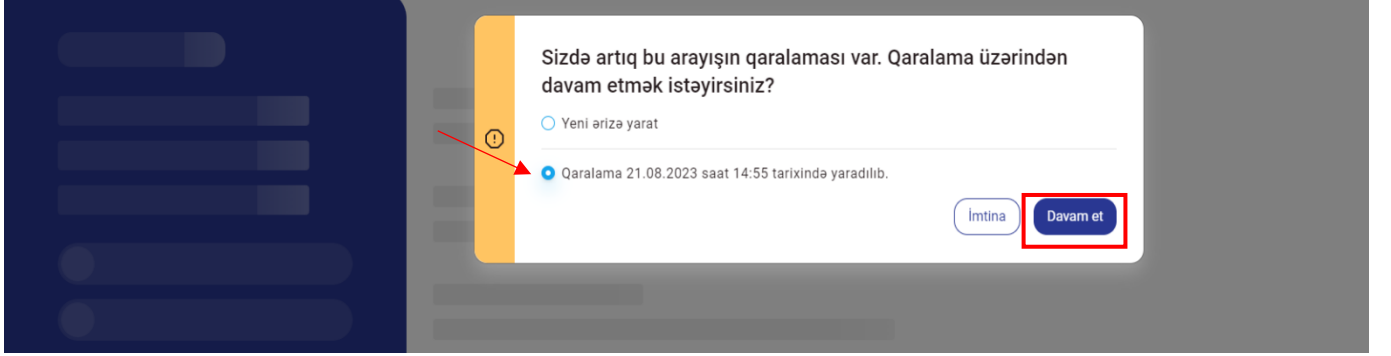 Sizdə artıq bu arayışın qaralaması var. Qaralama üzərindən
davam etmək istəyirsiniz?
Yeni ərizə yarat
Qaralama 21.08.2023 saat 14:55 tarixində yaradılıb.
İmtina
Davam et